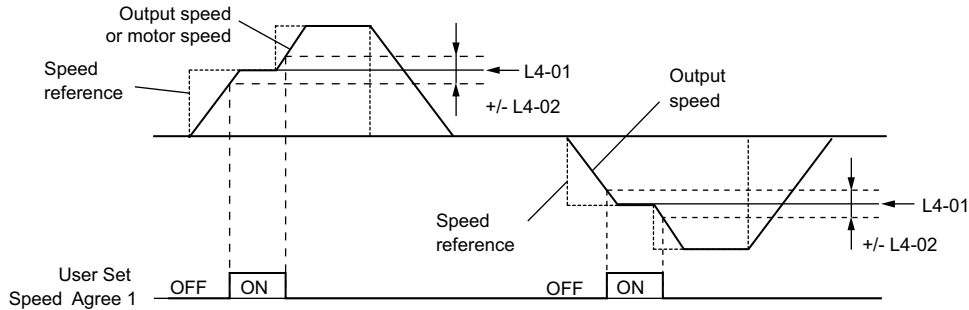 Output speed
or motor speed
Speed
reference
L4-01
+/- L4-02
Output
speed
Speed
reference
L4-01
+/- L4-02
User Set
Speed Agree 1
OFF
ON
OFF
ON